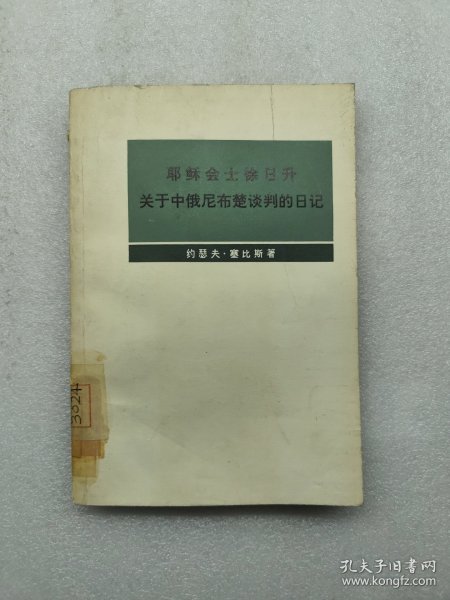 耶稣会士徐日升
关于中俄尼布楚谈判的日记
约瑟夫·塞比斯著
3024
孔夫子旧书网
www.kongfz.com